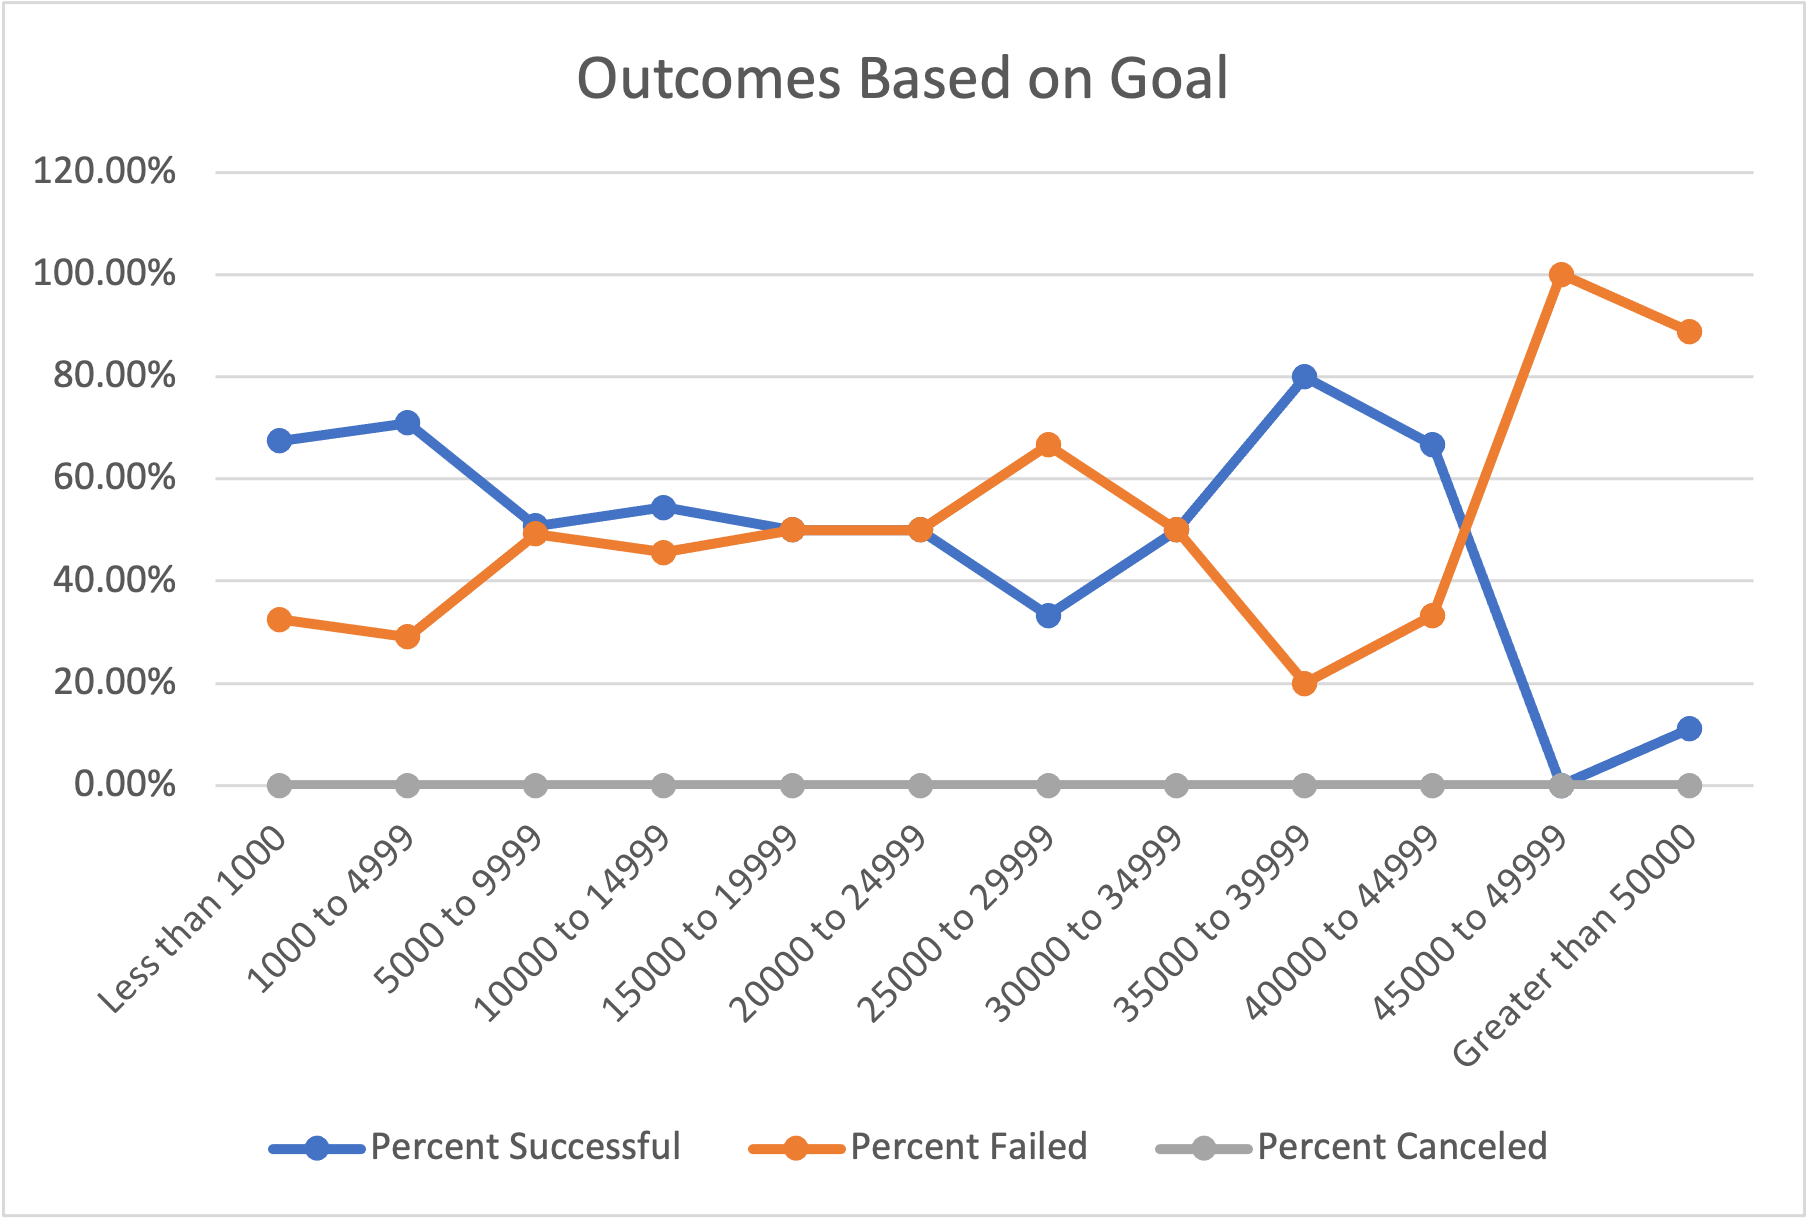 Outcomes Based on Goal
120.00%
100.00%
80.00%
60.00%
40.00%
20.00%
0.00%
Less than 1000
1000 to 4999
5000 to 9999
10000 to 14999
15000 to 19999
20000 to 24999
25000 to 29999
30000 to 34999
35000 to 39999
40000 to 44999
45000 to 49999
Greater than 50000
Percent Successful
Percent Failed
Percent Canceled